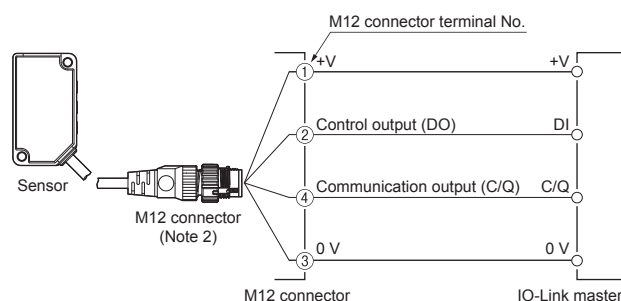 M12 connector terminal No.
1 +V +V
2 Control output (DO) DI
4 Communication output (C/Q) C/Q
3 0 V 0 V
Sensor
M12 connector
(Note 2)
M12 connector IO-Link master